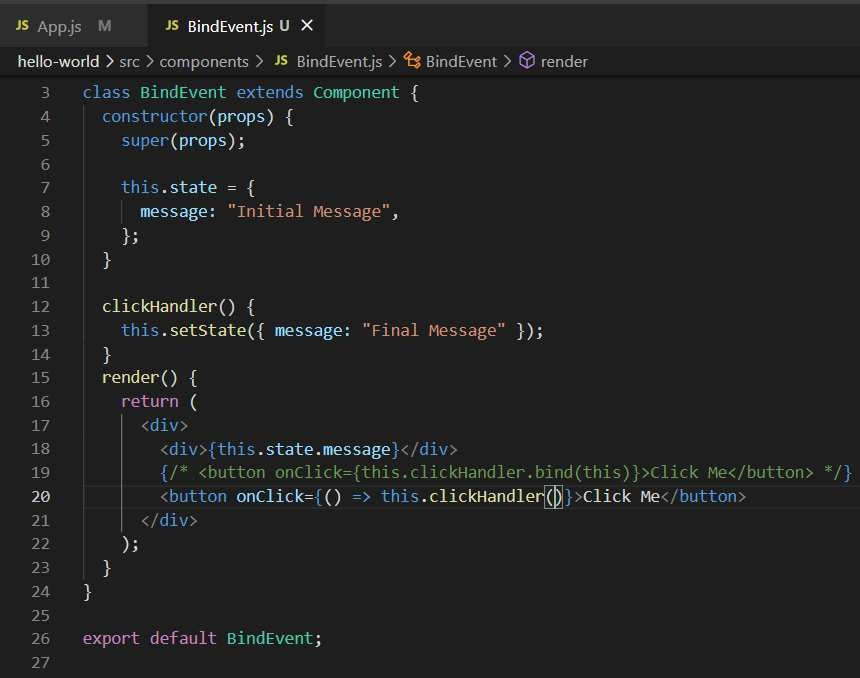 JS App.js M JS BindEvent.js U ×
hello-world > src > components > JS BindEvent.js > BindEvent > render
3 class BindEvent extends Component {
4   constructor(props) {
5     super(props);
6
7     this.state = {
8       message: "Initial Message",
9     };
10   }
11
12   clickHandler() {
13     this.setState({ message: "Final Message" });
14   }
15   render() {
16     return (
17       <div>
18         <div>{this.state.message}</div>
19         {/* <button onClick={this.clickHandler.bind(this)}>Click Me</button> */}
20         <button onClick={() => this.clickHandler()}>Click Me</button>
21       </div>
22     );
23   }
24 }
25
26 export default BindEvent;
27